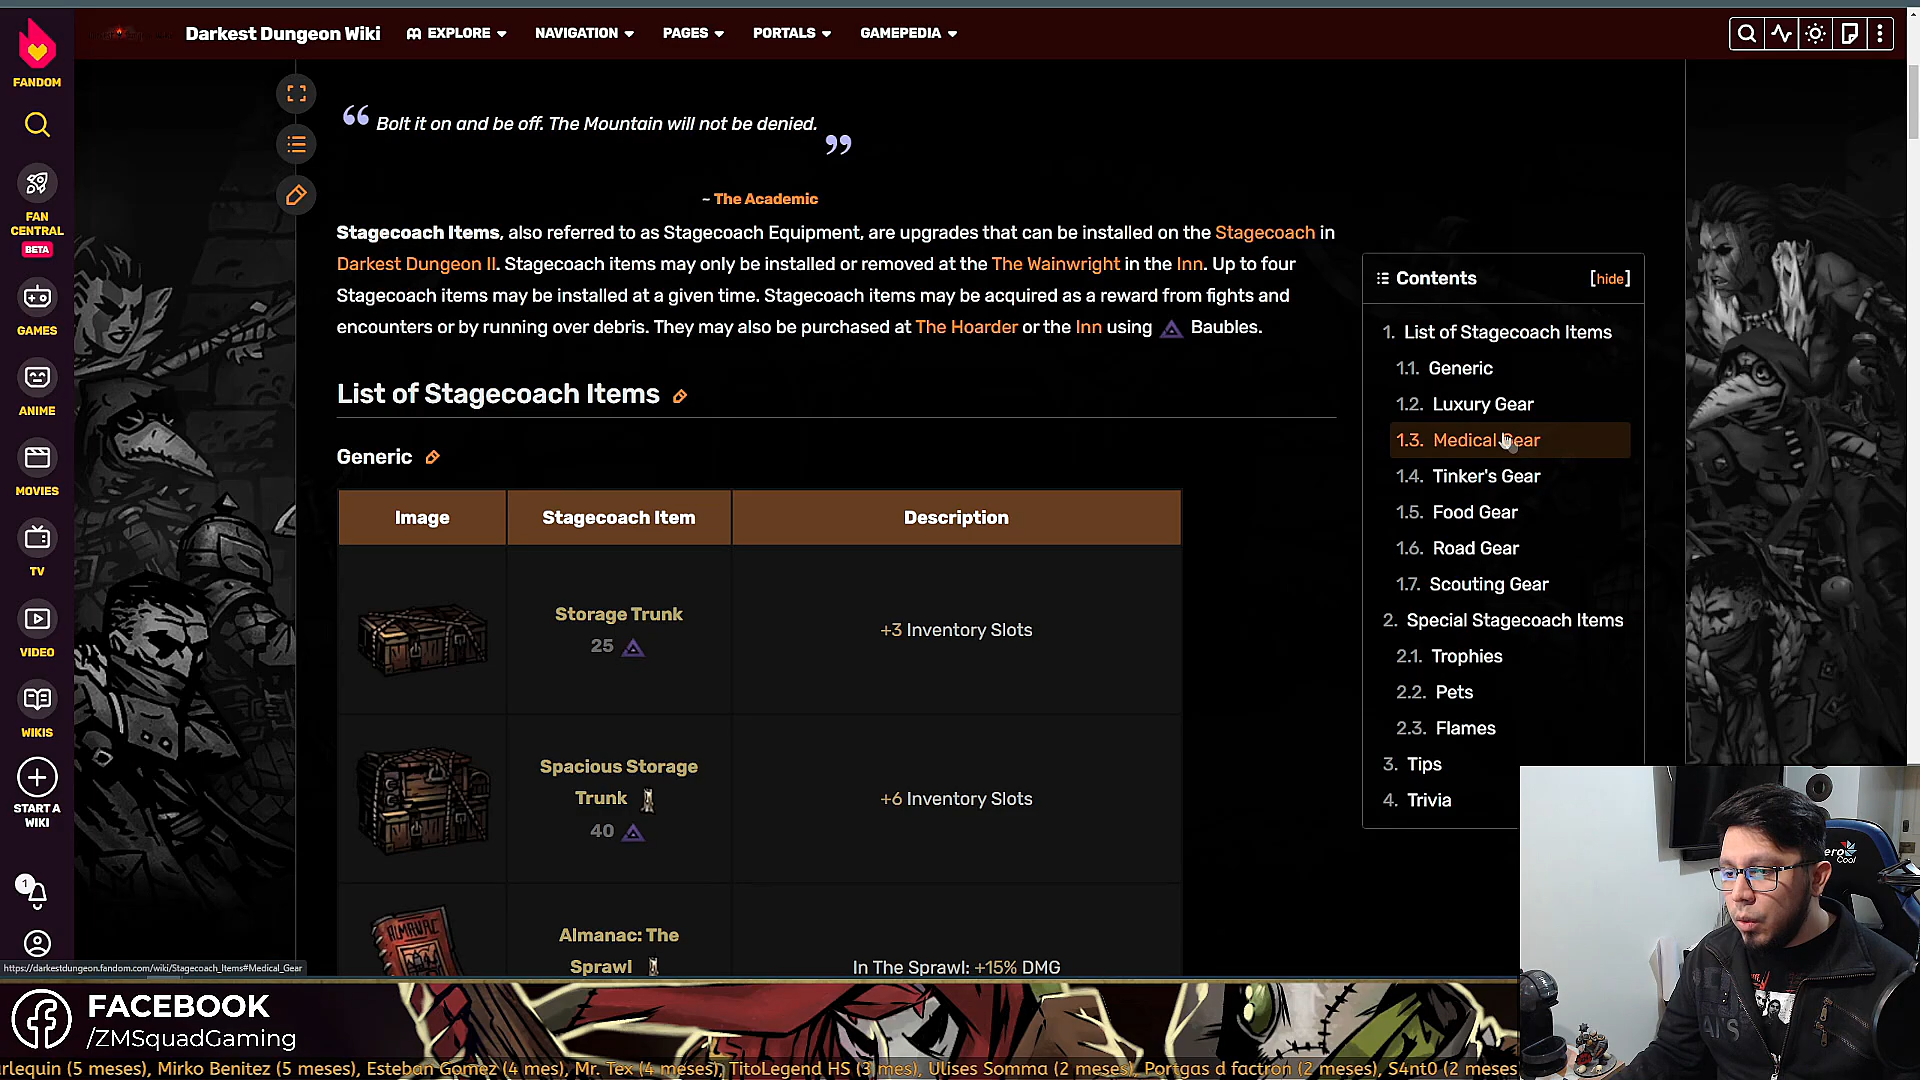 FANDOM
FAN
CENTRAL
BETA
GAMES
ANIME
MOVIES
TV
VIDEO
WIKIS
START A
WIKI
1
Darkest Dungeon Wiki
EXPLORE
NAVIGATION
PAGES
PORTALS
GAMEPEDIA
“ Bolt it on and be off. The Mountain will not be denied. ”
~ The Academic
Stagecoach Items, also referred to as Stagecoach Equipment, are upgrades that can be installed on the Stagecoach in
Darkest Dungeon II. Stagecoach items may only be installed or removed at the The Wainwright in the Inn. Up to four
Stagecoach items may be installed at a given time. Stagecoach items may be acquired as a reward from fights and
encounters or by running over debris. They may also be purchased at The Hoarder or the Inn using Baubles.
List of Stagecoach Items
Generic
Image Stagecoach Item Description
Storage Trunk
25
+3 Inventory Slots
Spacious Storage
Trunk
40
+6 Inventory Slots
ALMANAC
Almanac: The
Sprawl
In The Sprawl: +15% DMG
Contents [hide]
1. List of Stagecoach Items
1.1. Generic
1.2. Luxury Gear
1.3. Medical Gear
1.4. Tinker's Gear
1.5. Food Gear
1.6. Road Gear
1.7. Scouting Gear
2. Special Stagecoach Items
2.1. Trophies
2.2. Pets
2.3. Flames
3. Tips
4. Trivia
https://darkestdungeon.fandom.com/wiki/Stagecoach_Items#Medical_Gear
FACEBOOK
/ZMSquadGaming
rlequin (5 meses), Mirko Benitez (5 meses), Esteban Gomez (4 mes), Mr. Tex (4 meses), TitoLegend HS (3 mes), Ulises Somma (2 meses), Portgas d factron (2 meses), S4nt0 (2 meses